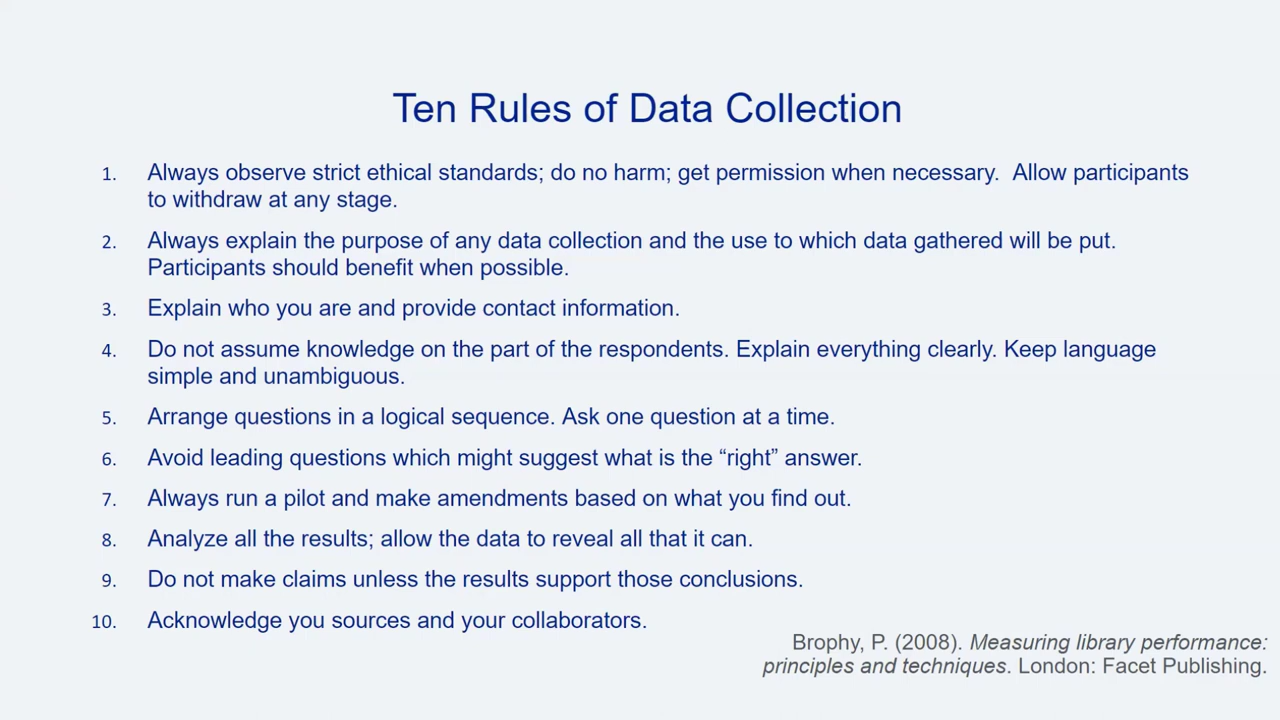 Ten Rules of Data Collection
1. Always observe strict ethical standards; do no harm; get permission when necessary.  Allow participants
to withdraw at any stage.
2. Always explain the purpose of any data collection and the use to which data gathered will be put.
Participants should benefit when possible.
3. Explain who you are and provide contact information.
4. Do not assume knowledge on the part of the respondents. Explain everything clearly. Keep language
simple and unambiguous.
5. Arrange questions in a logical sequence. Ask one question at a time.
6. Avoid leading questions which might suggest what is the “right” answer.
7. Always run a pilot and make amendments based on what you find out.
8. Analyze all the results; allow the data to reveal all that it can.
9. Do not make claims unless the results support those conclusions.
10. Acknowledge you sources and your collaborators.
Brophy, P. (2008). Measuring library performance:
principles and techniques. London: Facet Publishing.